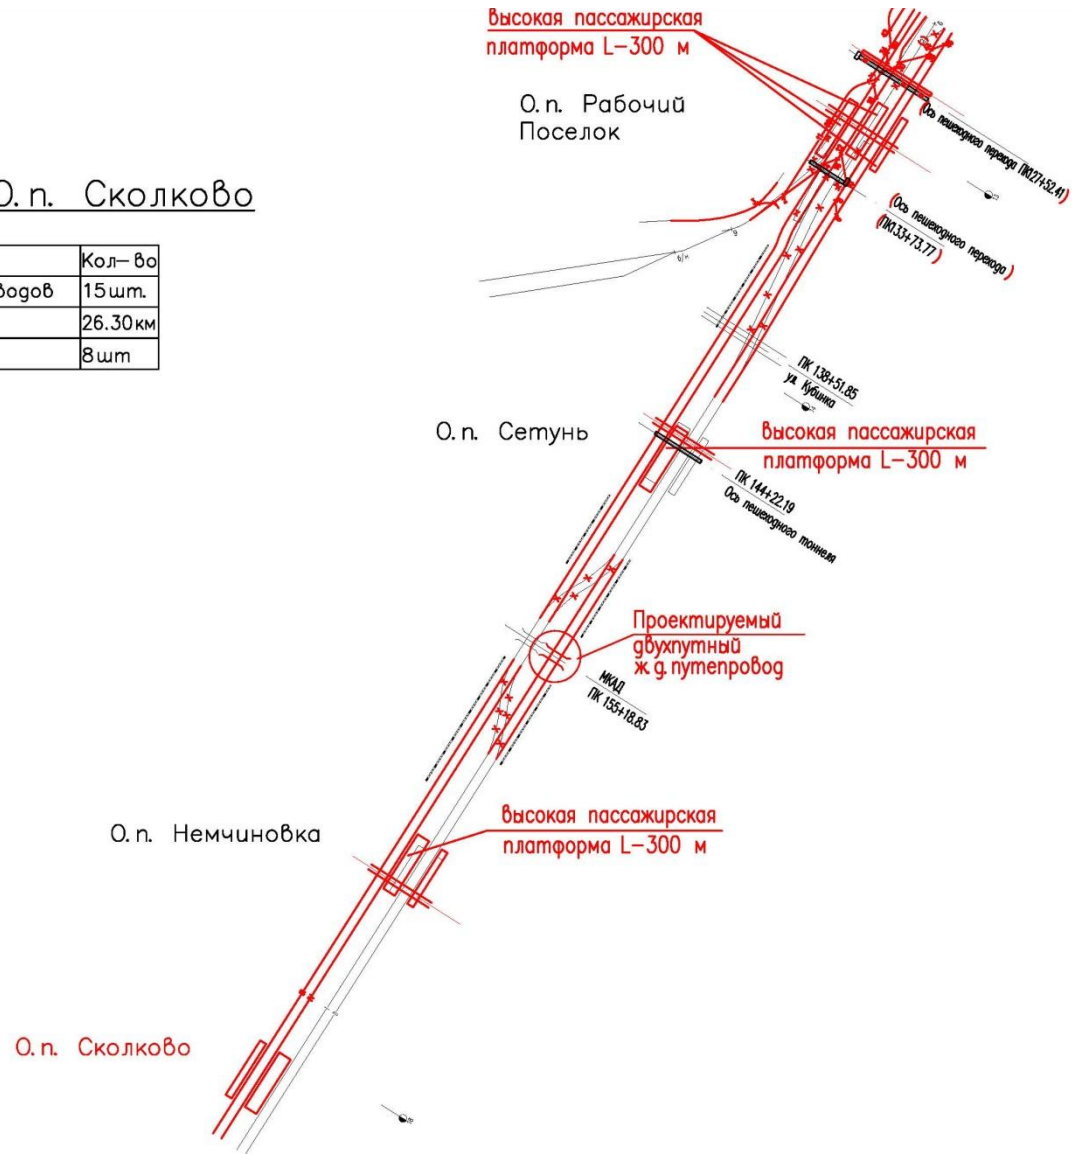 высокая пассажирская
платформа L-300 м
О.п. Рабочий
Поселок
(Ось пешеходного перехода ПК127+52.41)
О.п. Сколково
(Ось пешеходного перехода)
(ПК133+73.77)
Кол-во
водов 15шт.
26.30км
8шт
б/н
ПК 138+51.85
ул. Кубинка
О.п. Сетунь
высокая пассажирская
платформа L-300 м
ПК 144+22.19
Ось пешеходного тоннеля
Проектируемый
двухпутный
ж.д. путепровод
МКАД
ПК 155+18.83
О.п. Немчиновка
высокая пассажирская
платформа L-300 м
О.п. Сколково